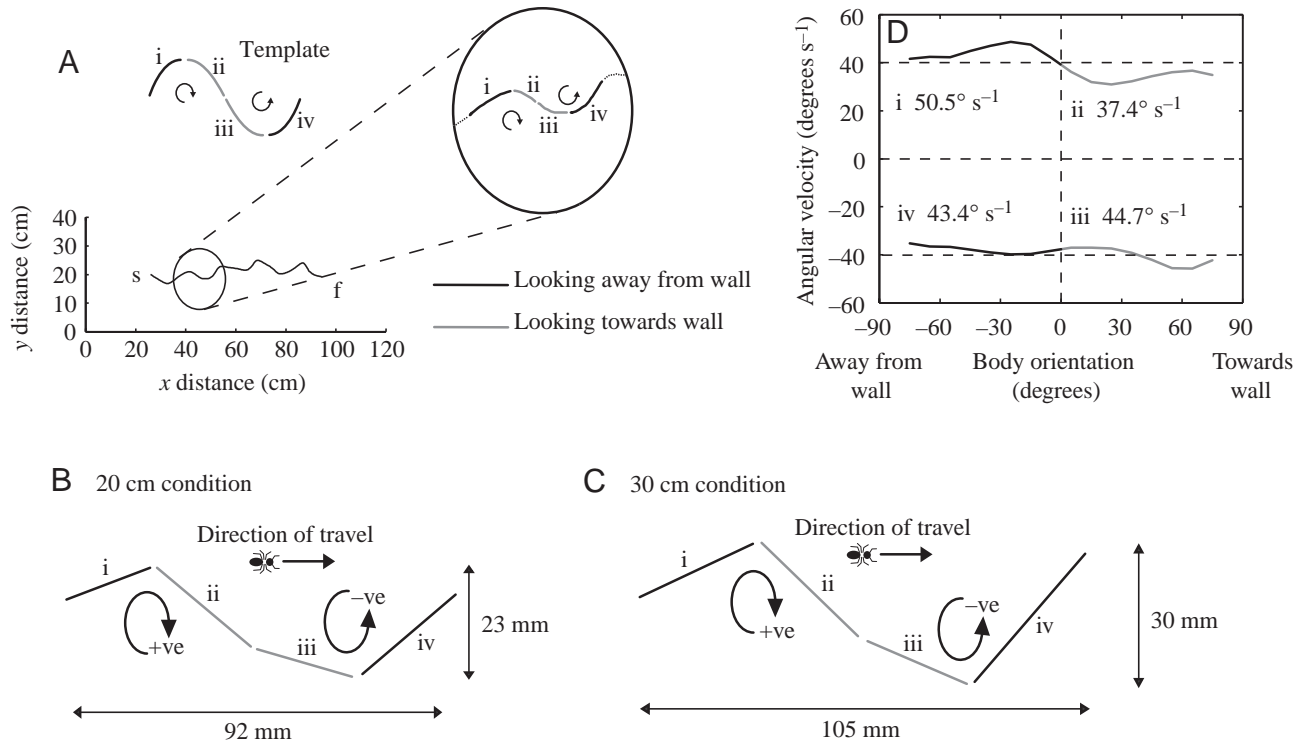 A
Template
i
ii
iii
iv
i
ii
iii
iv
y distance (cm)
40
30
20
10
0
s
f
0 20 40 60 80 100 120
x distance (cm)
Looking away from wall
Looking towards wall
D
Angular velocity (degrees s–1)
60
40
20
0
–20
–40
–60
i 50.5° s–1
ii 37.4° s–1
iv 43.4° s–1
iii 44.7° s–1
–90 –60 –30 0 30 60 90
Away from wall
Body orientation (degrees)
Towards wall
B 20 cm condition
Direction of travel
i
ii
iii
iv
+ve
–ve
23 mm
92 mm
C 30 cm condition
Direction of travel
i
ii
iii
iv
+ve
–ve
30 mm
105 mm